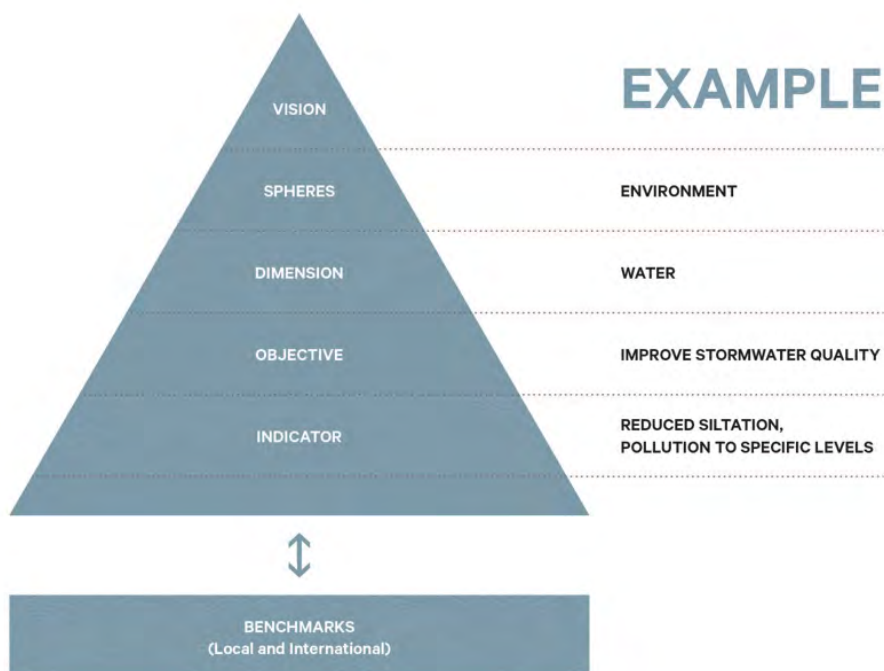 EXAMPLE
VISION
SPHERES
ENVIRONMENT
DIMENSION
WATER
OBJECTIVE
IMPROVE STORMWATER QUALITY
INDICATOR
REDUCED SILTATION,
POLLUTION TO SPECIFIC LEVELS
BENCHMARKS
(Local and International)